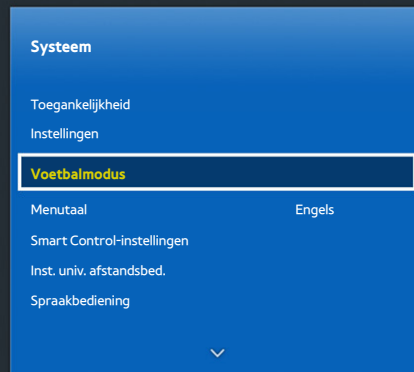 Systeem
Toegankelijkheid
Instellingen
Voetbalmodus
Menutaal Engels
Smart Control-instellingen
Inst. univ. afstandsbed.
Spraakbediening